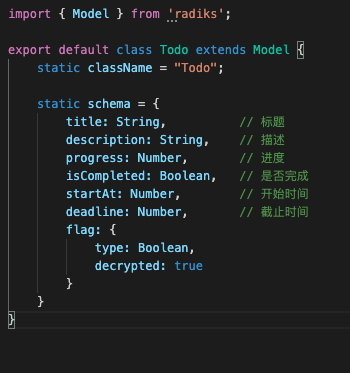 import { Model } from 'radiks';
export default class Todo extends Model {
static className = "Todo";
static schema = {
title: String, // 标题
description: String, // 描述
progress: Number, // 进度
isCompleted: Boolean, // 是否完成
startAt: Number, // 开始时间
deadline: Number, // 截止时间
flag: {
type: Boolean,
decrypted: true
}
}
}